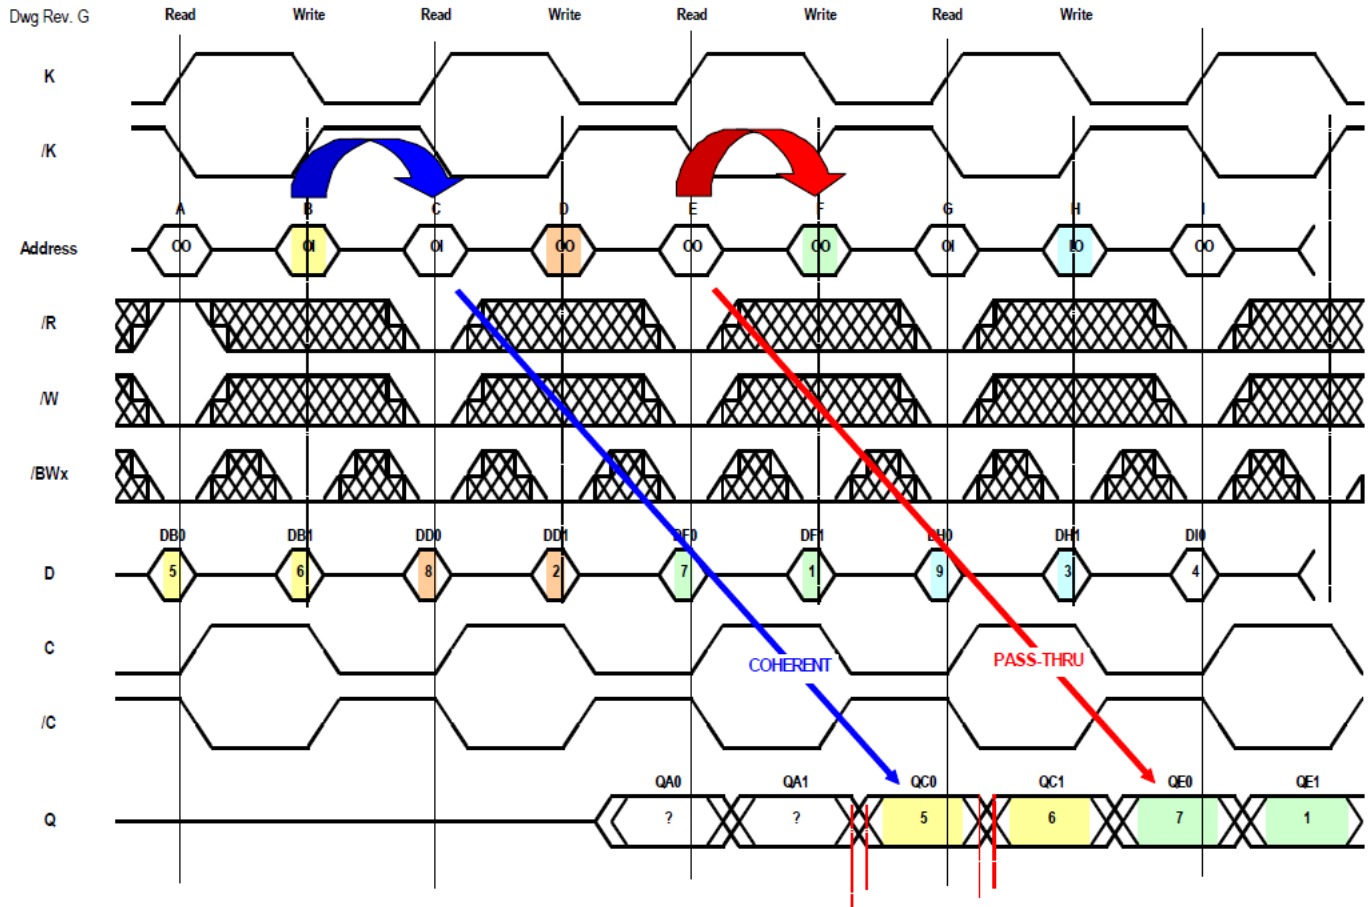 Dwg Rev. G Read Write Read Write Read Write Read Write
K
/K
A B C D E F G H I
Address OO OI OI OO OO OO OI IO OO
/R
/W
/BWx
DB0 DB1 DD0 DD1 DF0 DF1 DH0 DH1 DI0
D 5 6 8 2 7 1 9 3 4
C
COHERENT PASS-THRU
/C
QA0 QA1 QC0 QC1 QE0 QE1
Q ? ? 5 6 7 1